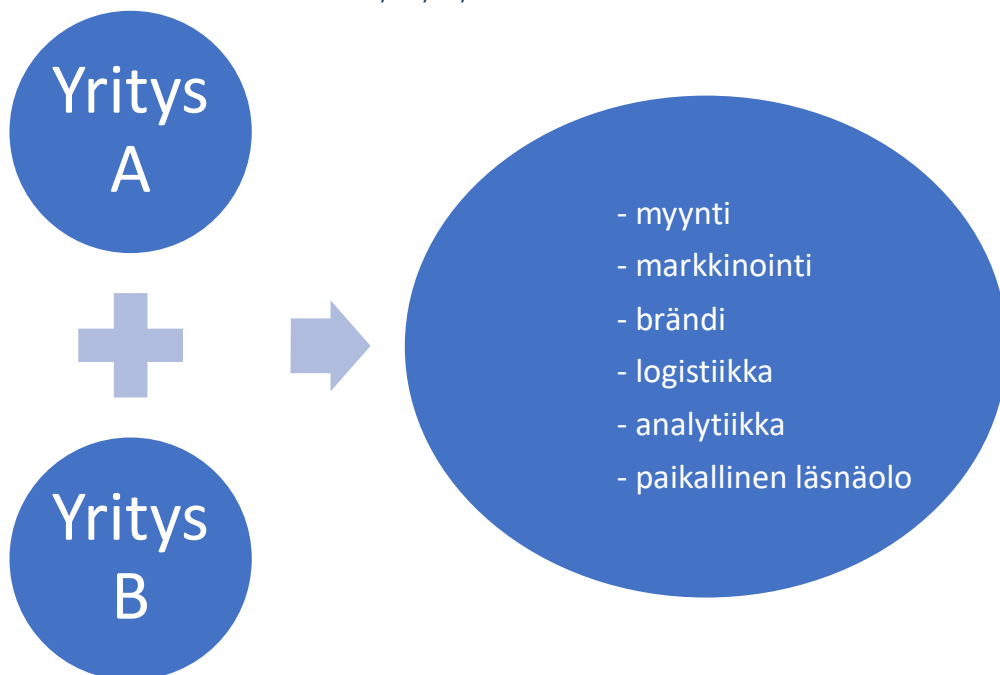 Yritys
A
Yritys
B
- myynti
- markkinointi
- brändi
- logistiikka
- analytiikka
- paikallinen läsnäolo